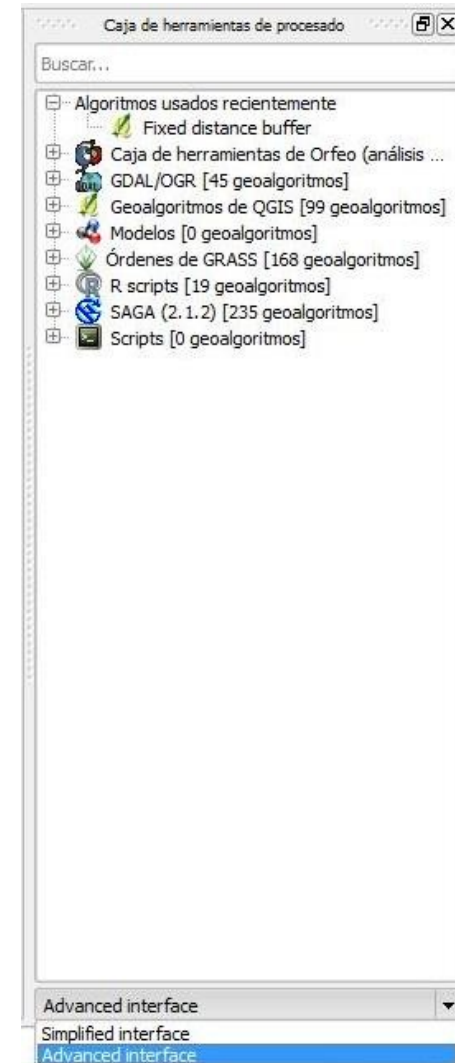 Caja de herramientas de procesado
Buscar...
Algoritmos usados recientemente
Fixed distance buffer
Caja de herramientas de Orfeo (análisis ...
GDAL/OGR [45 geoalgoritmos]
Geoalgoritmos de QGIS [99 geoalgoritmos]
Modelos [0 geoalgoritmos]
Órdenes de GRASS [168 geoalgoritmos]
R scripts [19 geoalgoritmos]
SAGA (2.1.2) [235 geoalgoritmos]
Scripts [0 geoalgoritmos]
Advanced interface
Simplified interface
Advanced interface